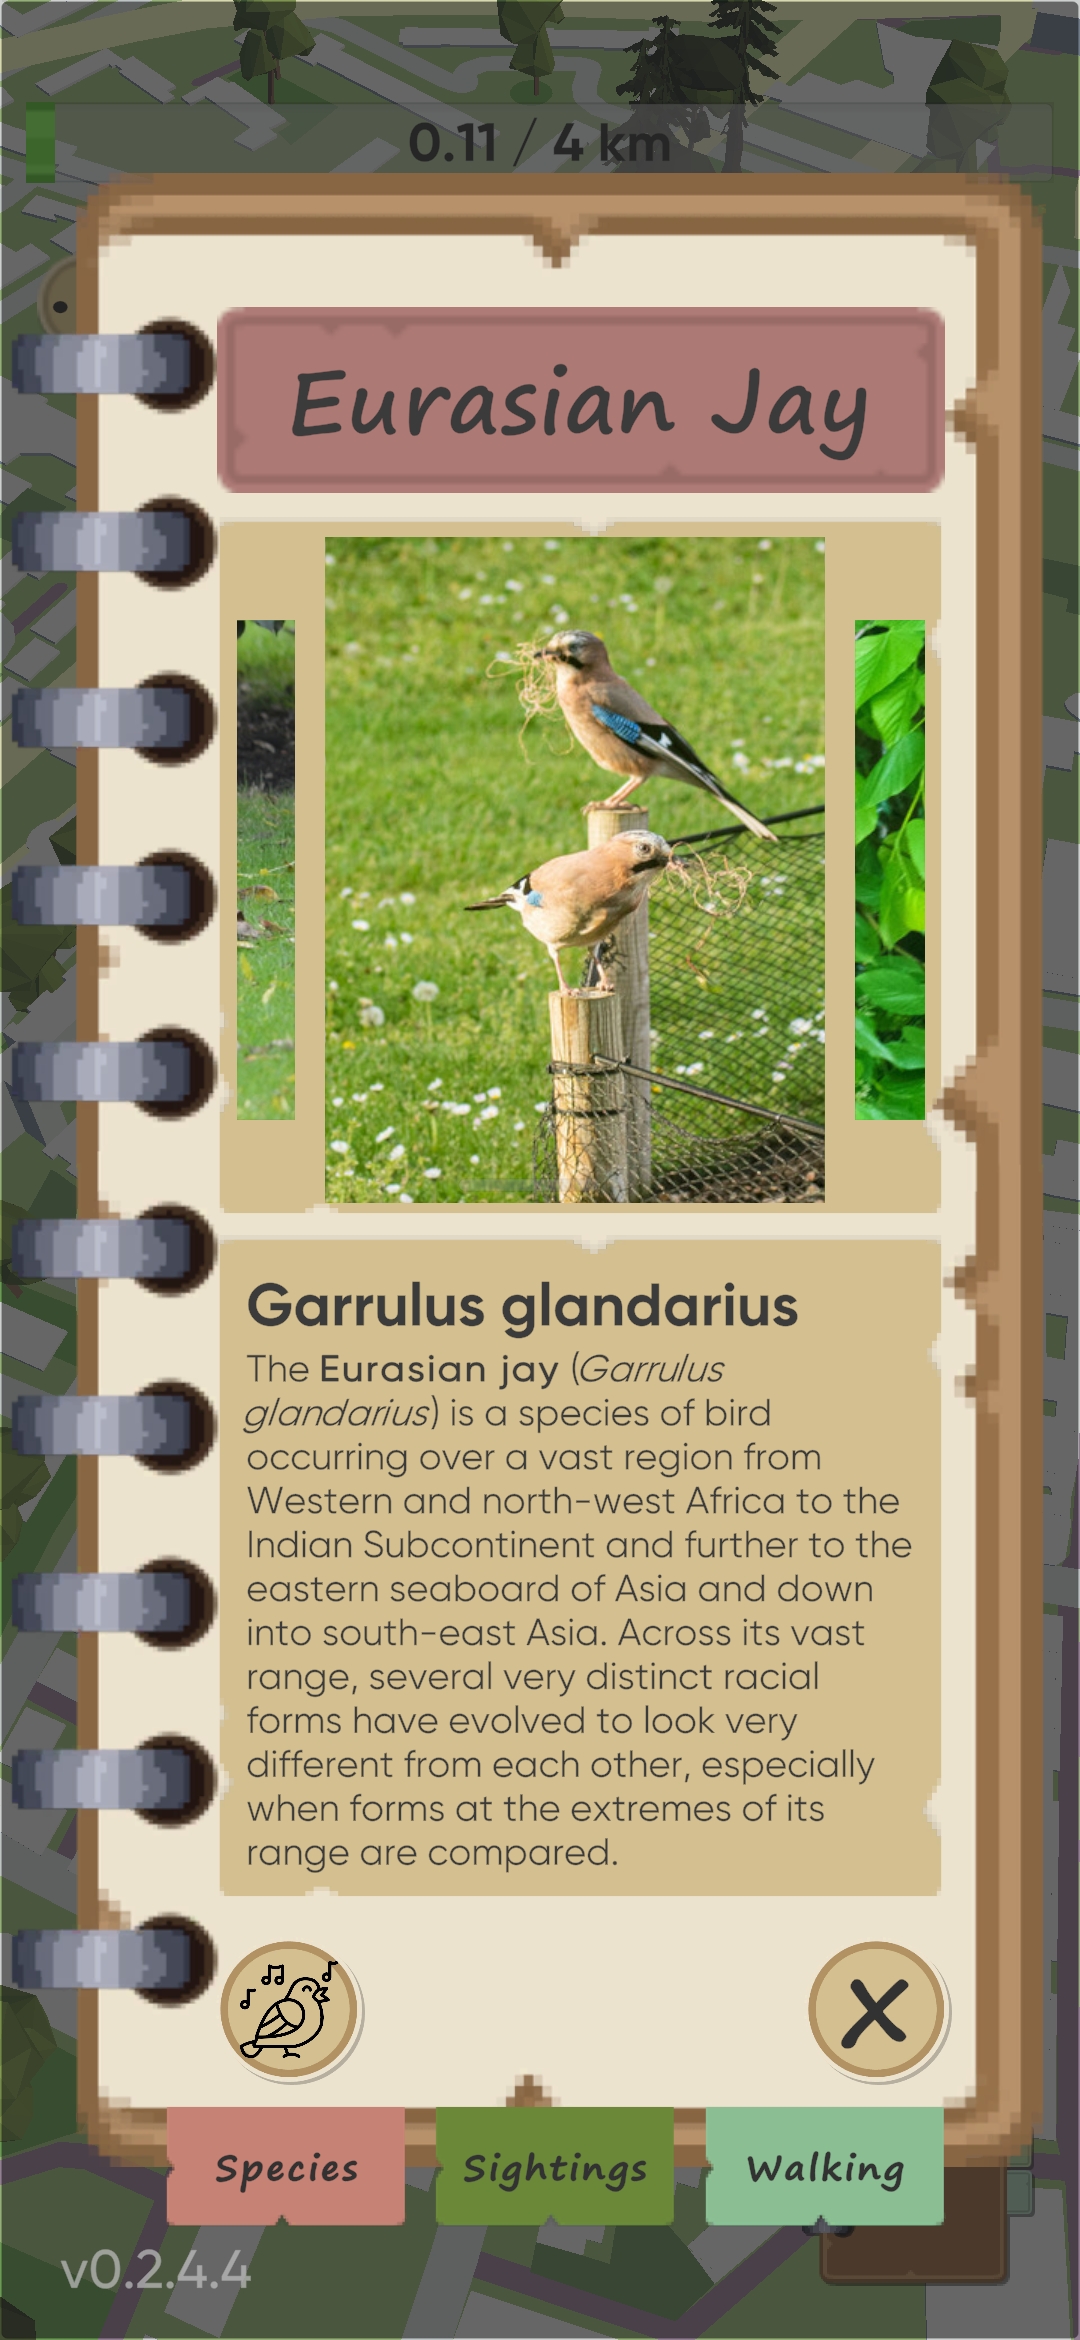 0.11 / 4 km
Eurasian Jay
Garrulus glandarius
The Eurasian jay (Garrulus
glandarius) is a species of bird
occurring over a vast region from
Western and north-west Africa to the
Indian Subcontinent and further to the
eastern seaboard of Asia and down
into south-east Asia. Across its vast
range, several very distinct racial
forms have evolved to look very
different from each other, especially
when forms at the extremes of its
range are compared.
Species
Sightings
Walking
v0.2.4.4